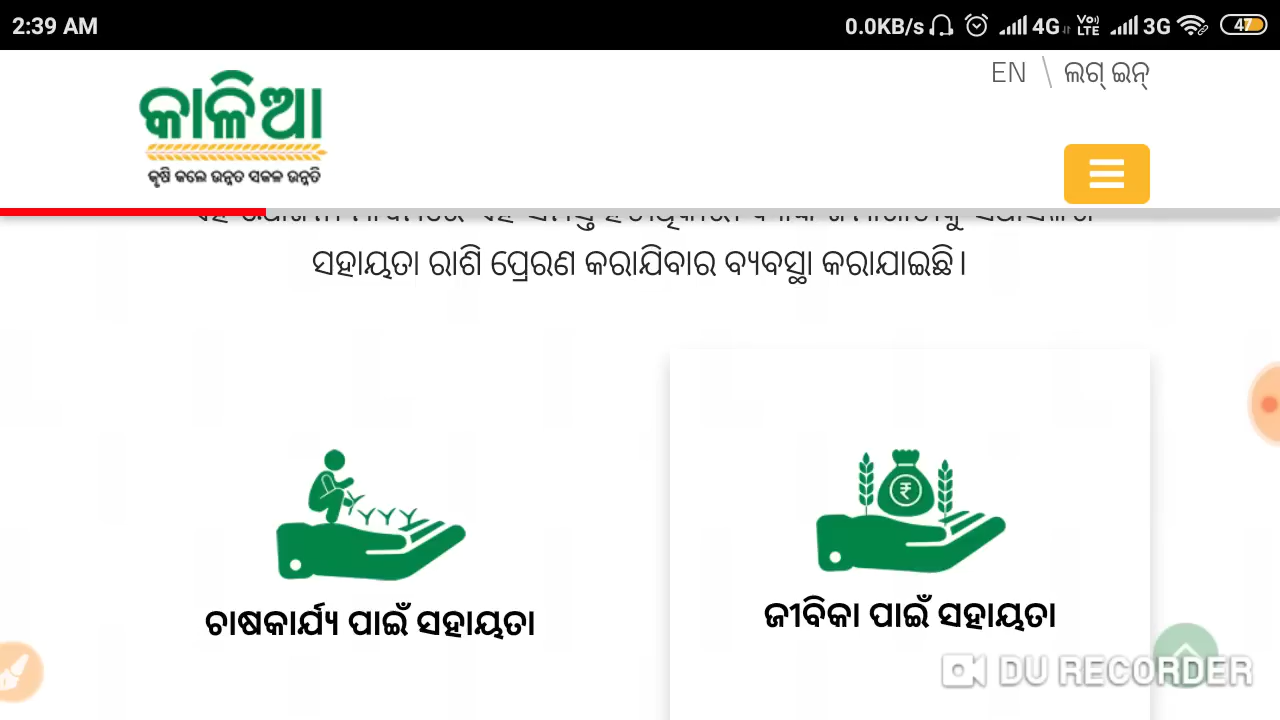 2:39 AM
0.0KB/s 4G VoLTE 3G 47
EN \ ଲଗ୍ ଇନ୍
କାଳିଆ
କୃଷି କଲେ ଉନ୍ନତ ସକଳ ଉନ୍ନତି
ସହାୟତା ରାଶି ପ୍ରେରଣ କରାଯିବାର ବ୍ୟବସ୍ଥା କରାଯାଇଛି।
ଚାଷକାର୍ଯ୍ୟ ପାଇଁ ସହାୟତା
ଜୀବିକା ପାଇଁ ସହାୟତା
DU RECORDER